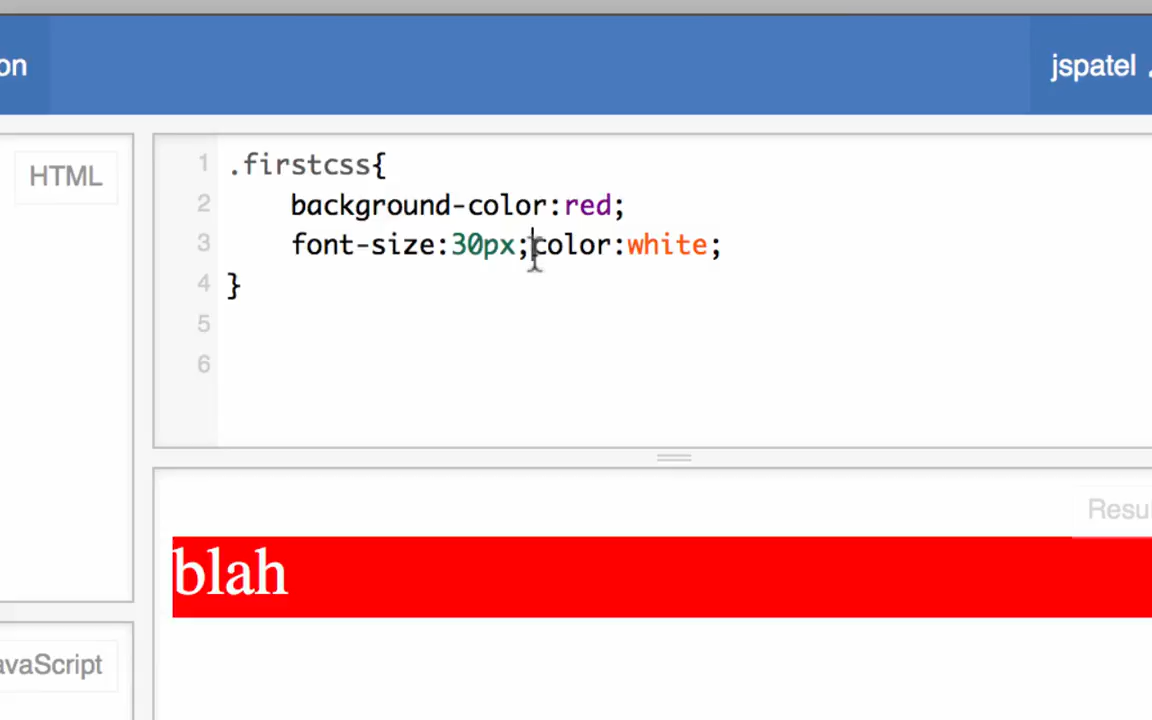 on
jspatel
HTML
1 .firstcss{
2 background-color:red;
3 font-size:30px;color:white;
4 }
5
6
Resu
blah
avaScript